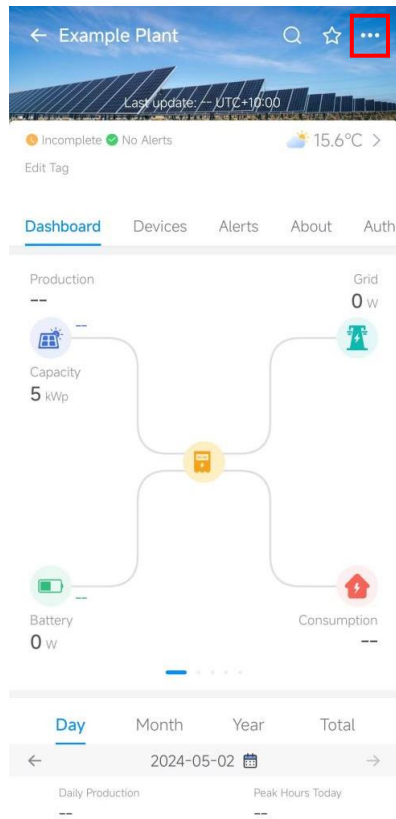 Example Plant
Last update: -- UTC+10:00
Incomplete No Alerts 15.6°C
Edit Tag
Dashboard Devices Alerts About Auth
Production Grid
-- 0 W
--
Capacity
5 kWp
--
Battery Consumption
0 W --
Day Month Year Total
2024-05-02
Daily Production Peak Hours Today
-- --